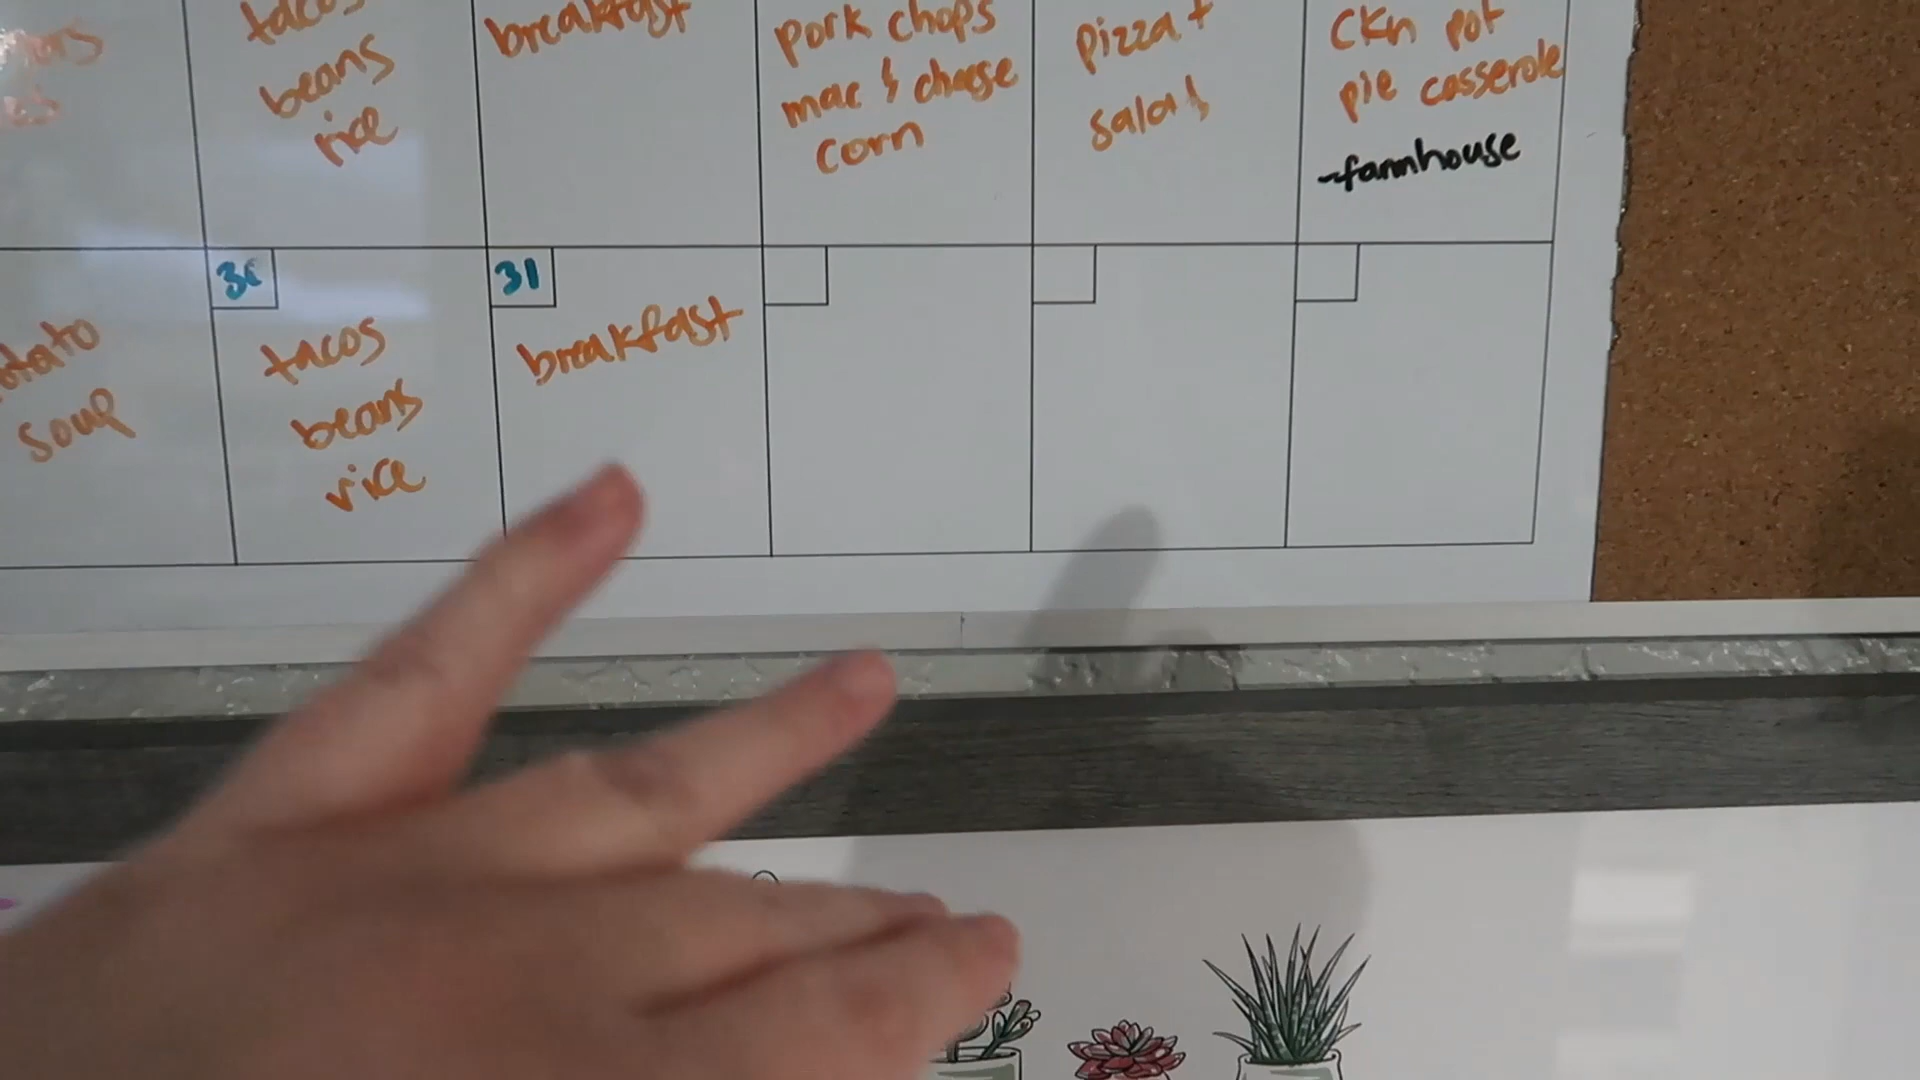 tacos
beans
rice
breakfast
pork chops
mac & cheese
corn
pizza +
salad
CKn pot
pie casserole
-farmhouse
soup
30
tacos
beans
rice
31
breakfast